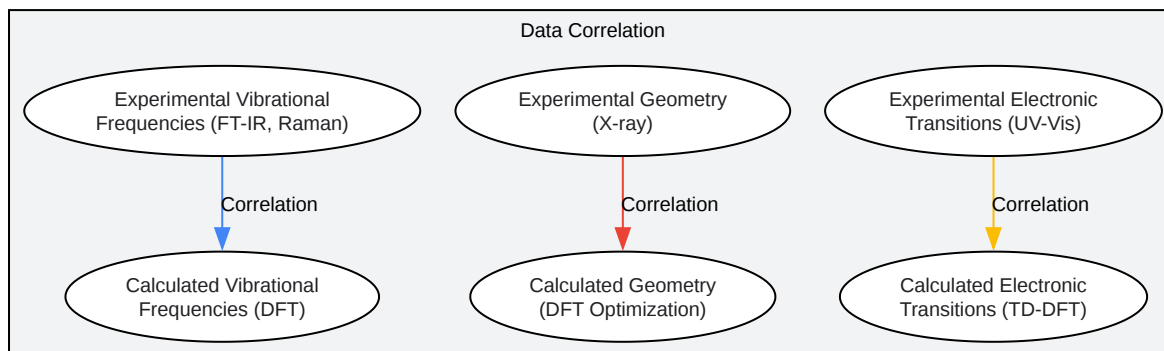 Data Correlation
Experimental Vibrational
Frequencies (FT-IR, Raman)
Experimental Geometry
(X-ray)
Experimental Electronic
Transitions (UV-Vis)
Correlation
Correlation
Correlation
Calculated Vibrational
Frequencies (DFT)
Calculated Geometry
(DFT Optimization)
Calculated Electronic
Transitions (TD-DFT)